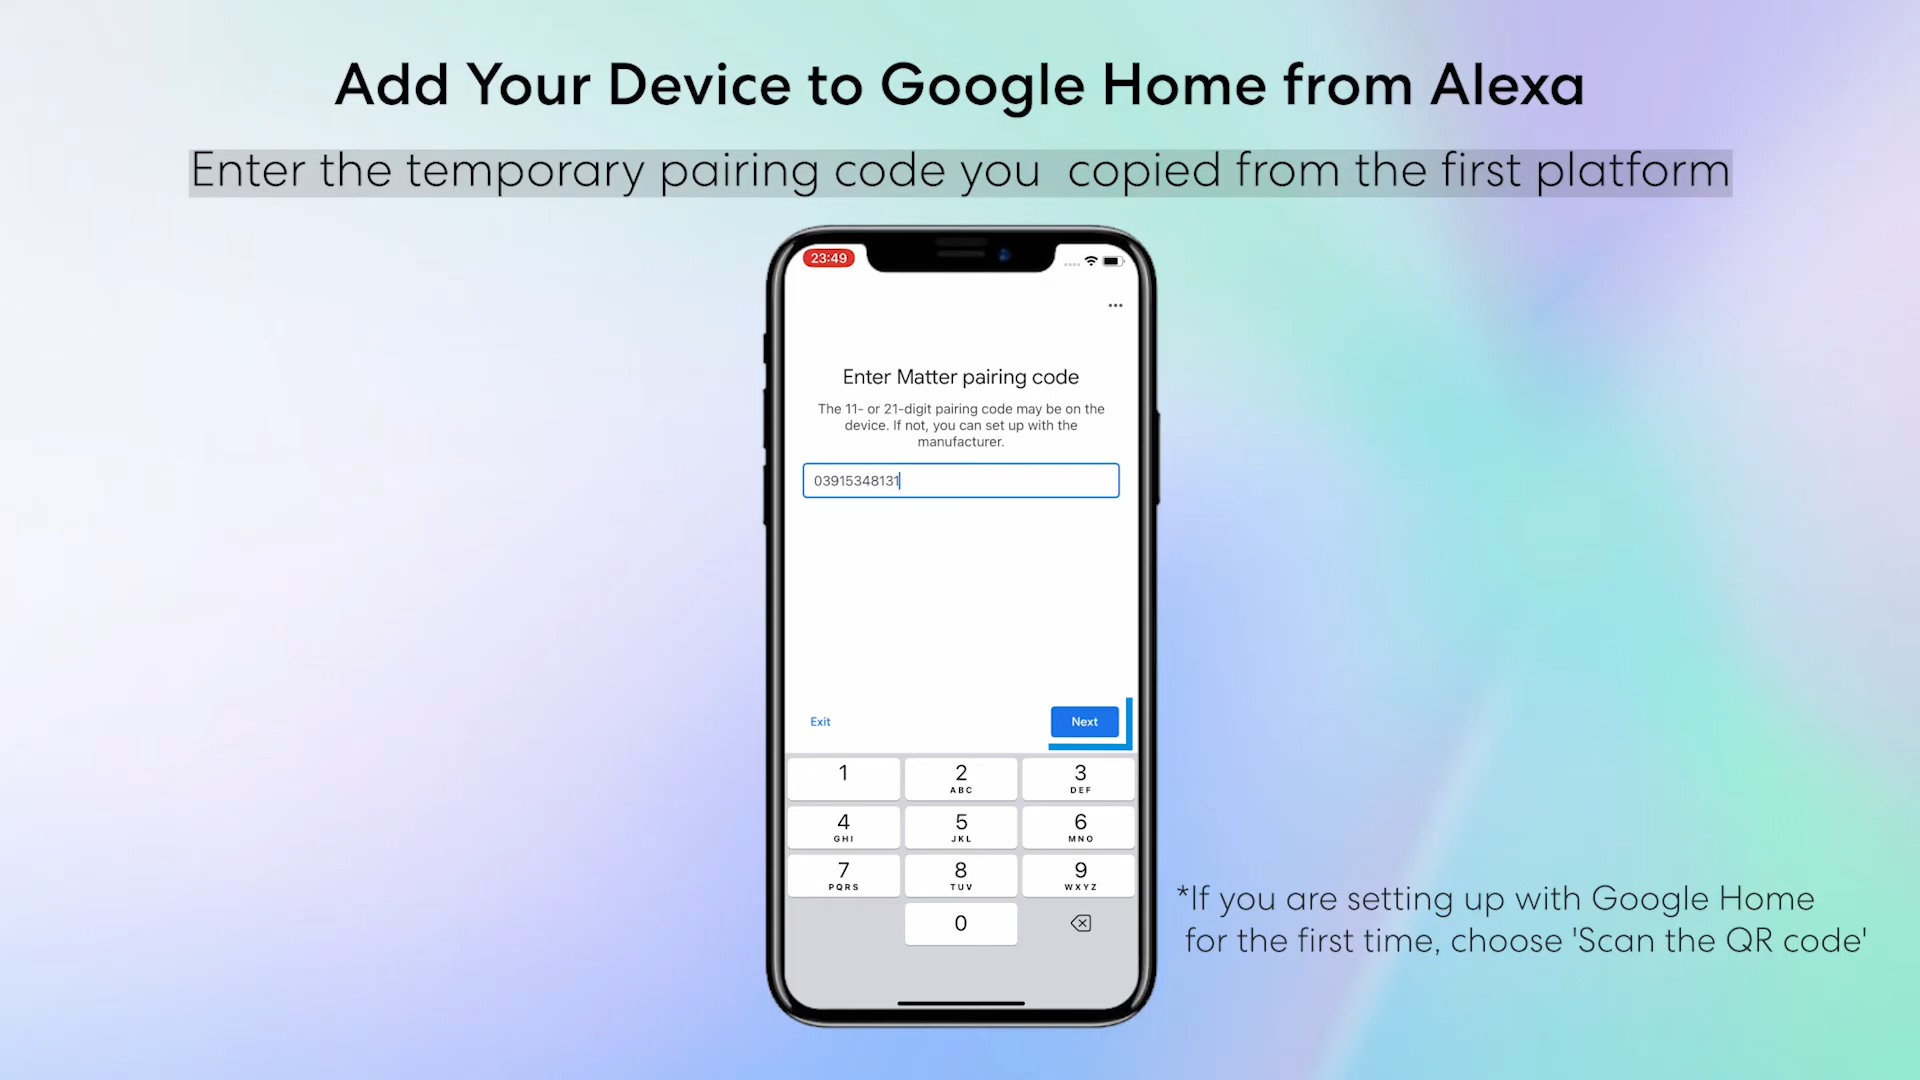 Add Your Device to Google Home from Alexa
Enter the temporary pairing code you  copied from the first platform
23:49
Enter Matter pairing code
The 11- or 21-digit pairing code may be on the
device. If not, you can set up with the
manufacturer.
03915348131
Exit
Next
1
2
ABC
3
DEF
4
GHI
5
JKL
6
MNO
7
PQRS
8
TUV
9
WXYZ
0
*If you are setting up with Google Home
for the first time, choose 'Scan the QR code'